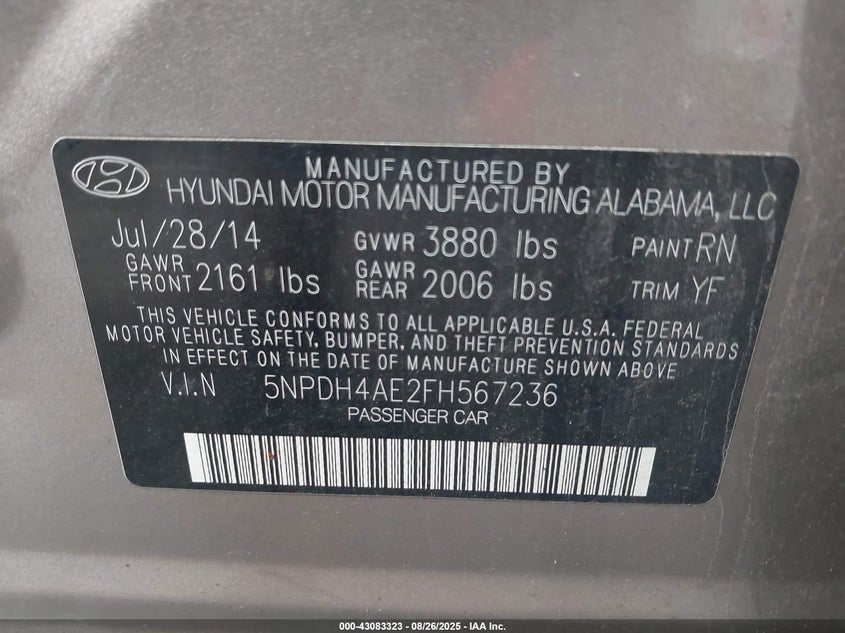 MANUFACTURED BY
HYUNDAI MOTOR MANUFACTURING ALABAMA, LLC
Jul/28/14 GVWR 3880 lbs PAINT RN
GAWR FRONT 2161 lbs GAWR REAR 2006 lbs TRIM YF
THIS VEHICLE CONFORMS TO ALL APPLICABLE U.S.A. FEDERAL
MOTOR VEHICLE SAFETY, BUMPER, AND THEFT PREVENTION STANDARDS
IN EFFECT ON THE DATE OF MANUFACTURE SHOWN ABOVE.
V.I.N 5NPDH4AE2FH567236
PASSENGER CAR
000-43083323 - 08/26/2025 - IAA Inc.